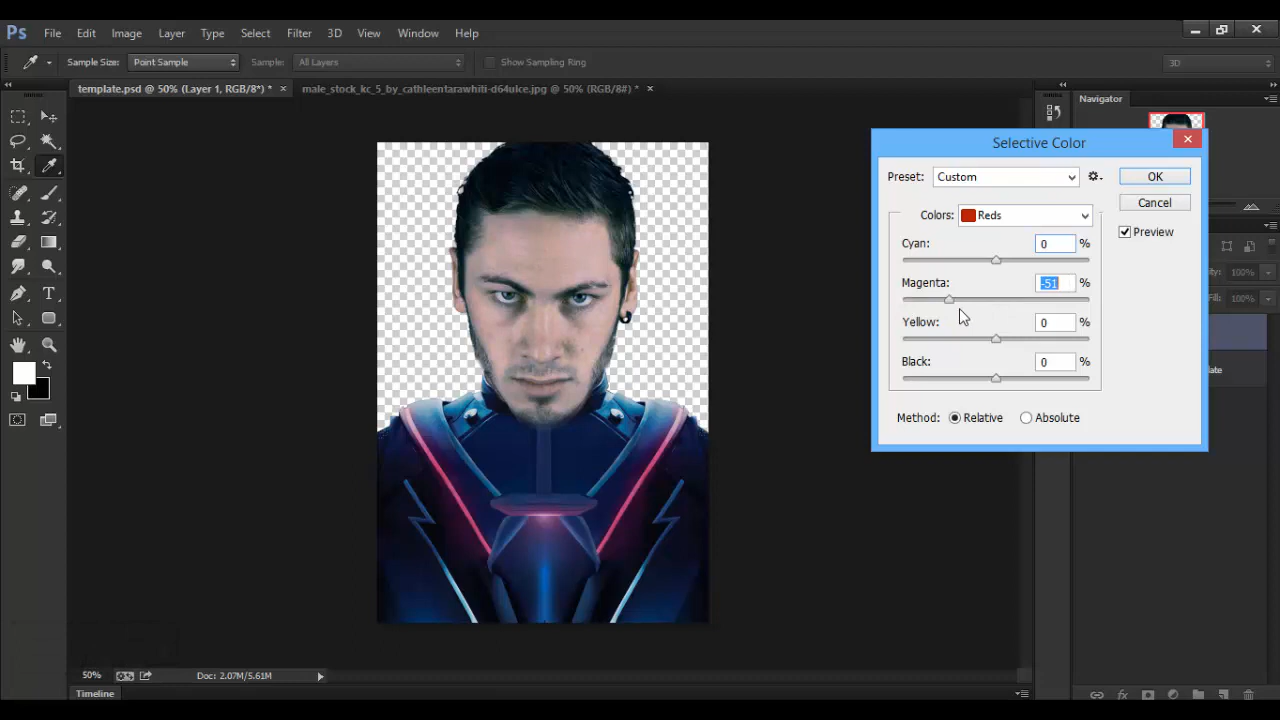 Ps File Edit Image Layer Type Select Filter 3D View Window Help
Sample Size: Point Sample Sample: All Layers Show Sampling Ring 3D
template.psd @ 50% (Layer 1, RGB/8*) * male_stock_kc_5_by_cathleentarawhiti-d64ulce.jpg @ 50% (RGB/8#) *
Navigator
Selective Color
Preset: Custom OK
Cancel
Colors: Reds
Preview
Cyan: 0 %
Magenta: -51 %
Yellow: 0 %
Black: 0 %
Method: Relative Absolute
100%
100%
50% Doc: 2.07M/5.61M
Timeline
fx